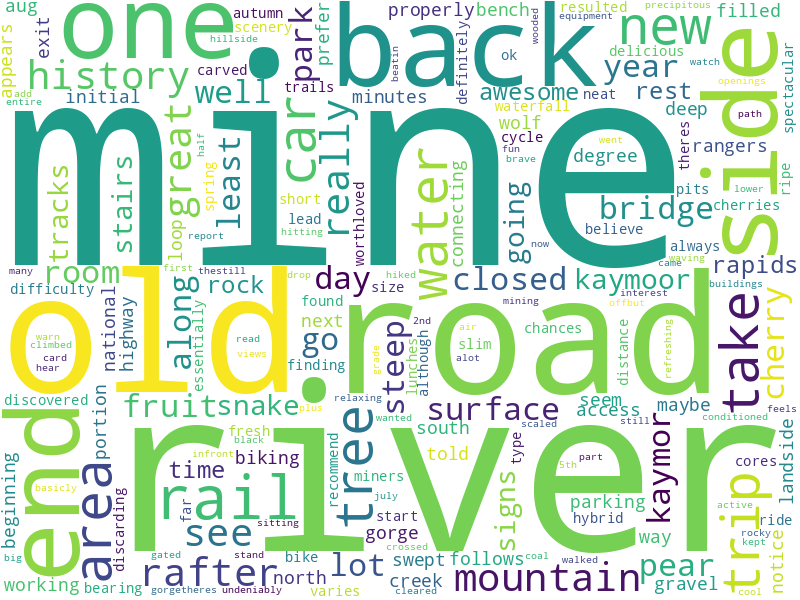 aug
autumn
one
back
prefer
park
scenery
hillside
wooded
equipment
precipitous
bench
resulted
filled
properly
new
delicious
ok
beatin
definitely
watch
openings
spectacular
appears
exit
carved
history
initial
add
entire
well
trails
minutes
awesome
year
rest
side
waterfall
neat
deep
path
car
great
really
least
half
wolf
cycle
fun
brave
went
degree
theres
rangers
mine
tracks
stairs
loop
spring
short
lead
hitting
worthloved
water
connecting
going
pits
bridge
believe
lower
cherries
ripe
always
waving
report
now
came
rapids
many
room
first
thestill
drop
day
size
hiked
closed
mining
interest
offbut
kaymoor
buildings
difficulty
national
highway
along
rock
essentially
found
next
go
finding
steep
lunches
although
2nd
air
slim
alot
chances
distance
refreshing
take
cherry
old
road
warn
climbed
card
hear
read
views
grade
discovered
portion
fruit
snake
plus
relaxing
wanted
surface
scaled
still
seem
access
maybe
conditioned
feels
end
river
fresh
black
infront
tree
south
told
type
5th
part
kaymor
cores
landside
beginning
basicly
area
discarding
time
biking
rail
far
sitting
recommend
miners
july
start
signs
parking
hybrid
way
trip
notice
active
ride
rocky
kept
big
see
gorge
gated
stand
bike
crossed
swept
follows
coal
walked
working
bearing
rafter
north
lot
creek
mountain
pear
gravel
gorgetheres
undeniably
varies
cleared
cool